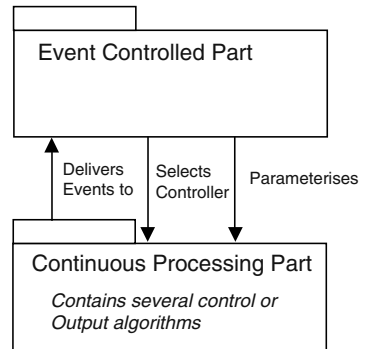 Event Controlled Part
Delivers
Events to
Selects
Controller
Parameterises
Continuous Processing Part
Contains several control or
Output algorithms